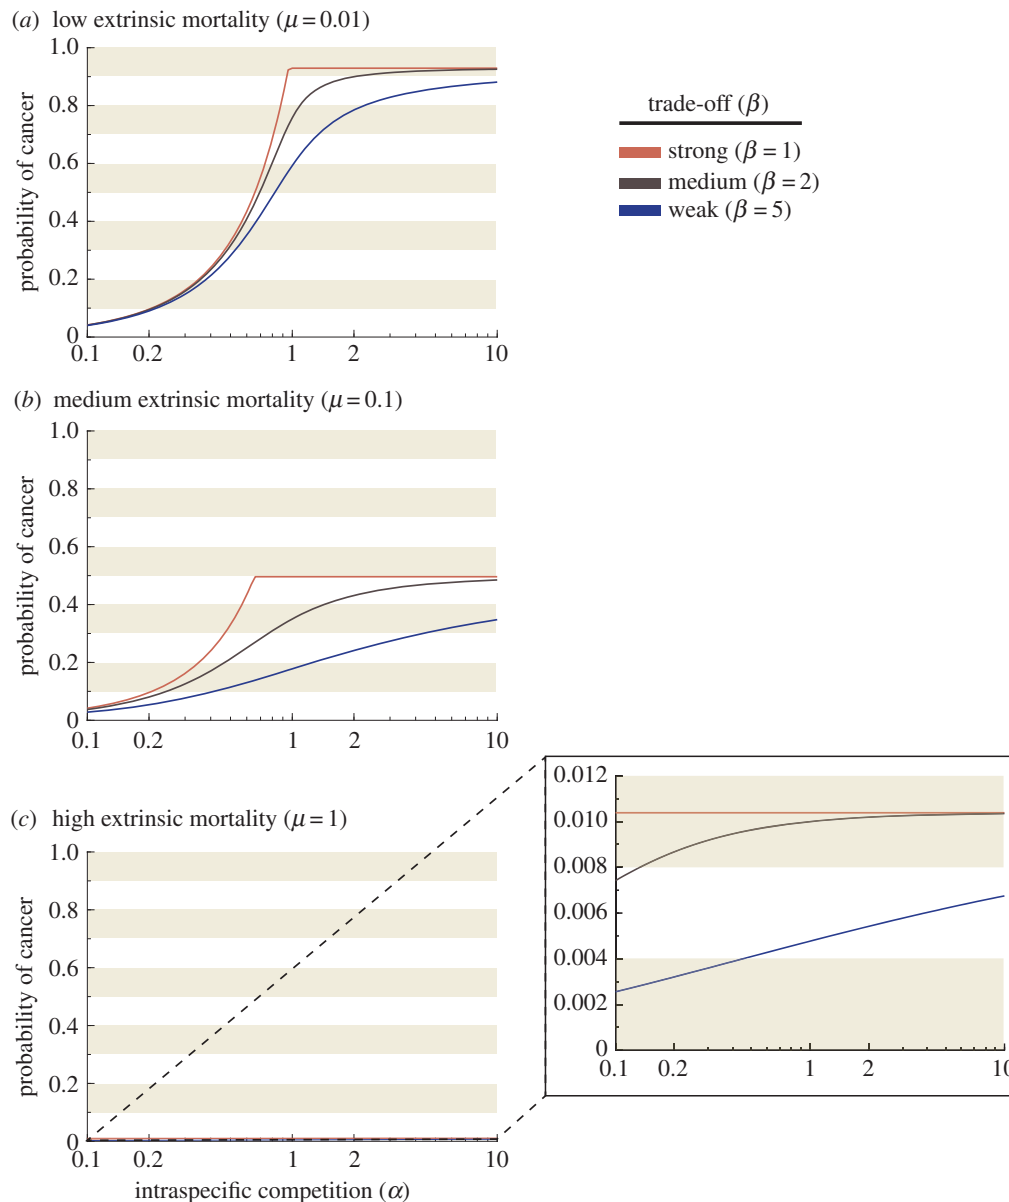 (a) low extrinsic mortality (μ = 0.01)
1.0
0.8
0.6
0.4
0.2
0
probability of cancer
0.1 0.2 1 2 10
trade-off (β)
strong (β = 1)
medium (β = 2)
weak (β = 5)
(b) medium extrinsic mortality (μ = 0.1)
1.0
0.8
0.6
0.4
0.2
0
probability of cancer
0.1 0.2 1 2 10
(c) high extrinsic mortality (μ = 1)
1.0
0.8
0.6
0.4
0.2
0
probability of cancer
0.1 0.2 1 2 10
intraspecific competition (α)
0.012
0.010
0.008
0.006
0.004
0.002
0
0.1 0.2 1 2 10